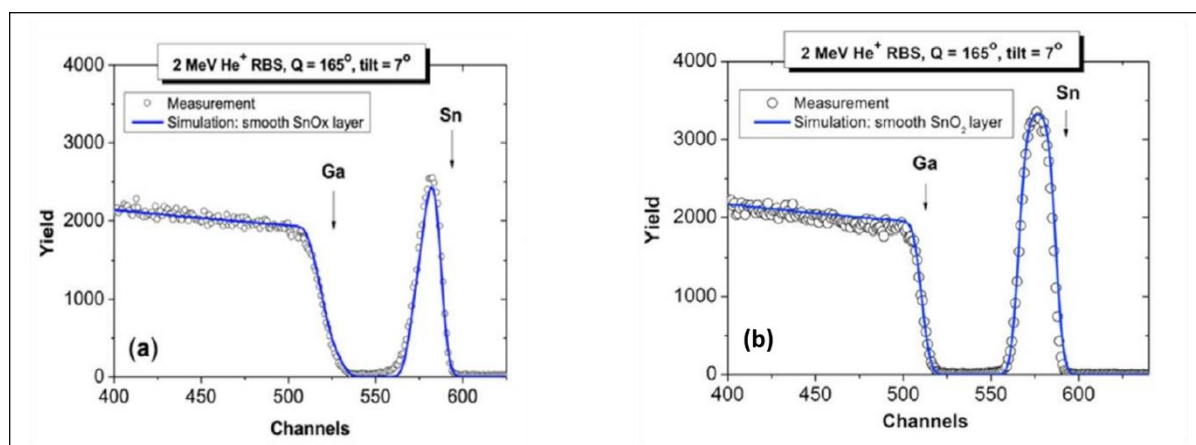 2 MeV He⁺ RBS, Q = 165°, tilt = 7°
4000
3000
2000
1000
0
Yield
Measurement
Simulation: smooth SnOx layer
Sn
Ga
(a)
400 450 500 550 600
Channels
2 MeV He⁺ RBS, Q = 165°, tilt = 7°
4000
3000
2000
1000
0
Yield
Measurement
Simulation: smooth SnO₂ layer
Sn
Ga
(b)
400 450 500 550 600
Channels